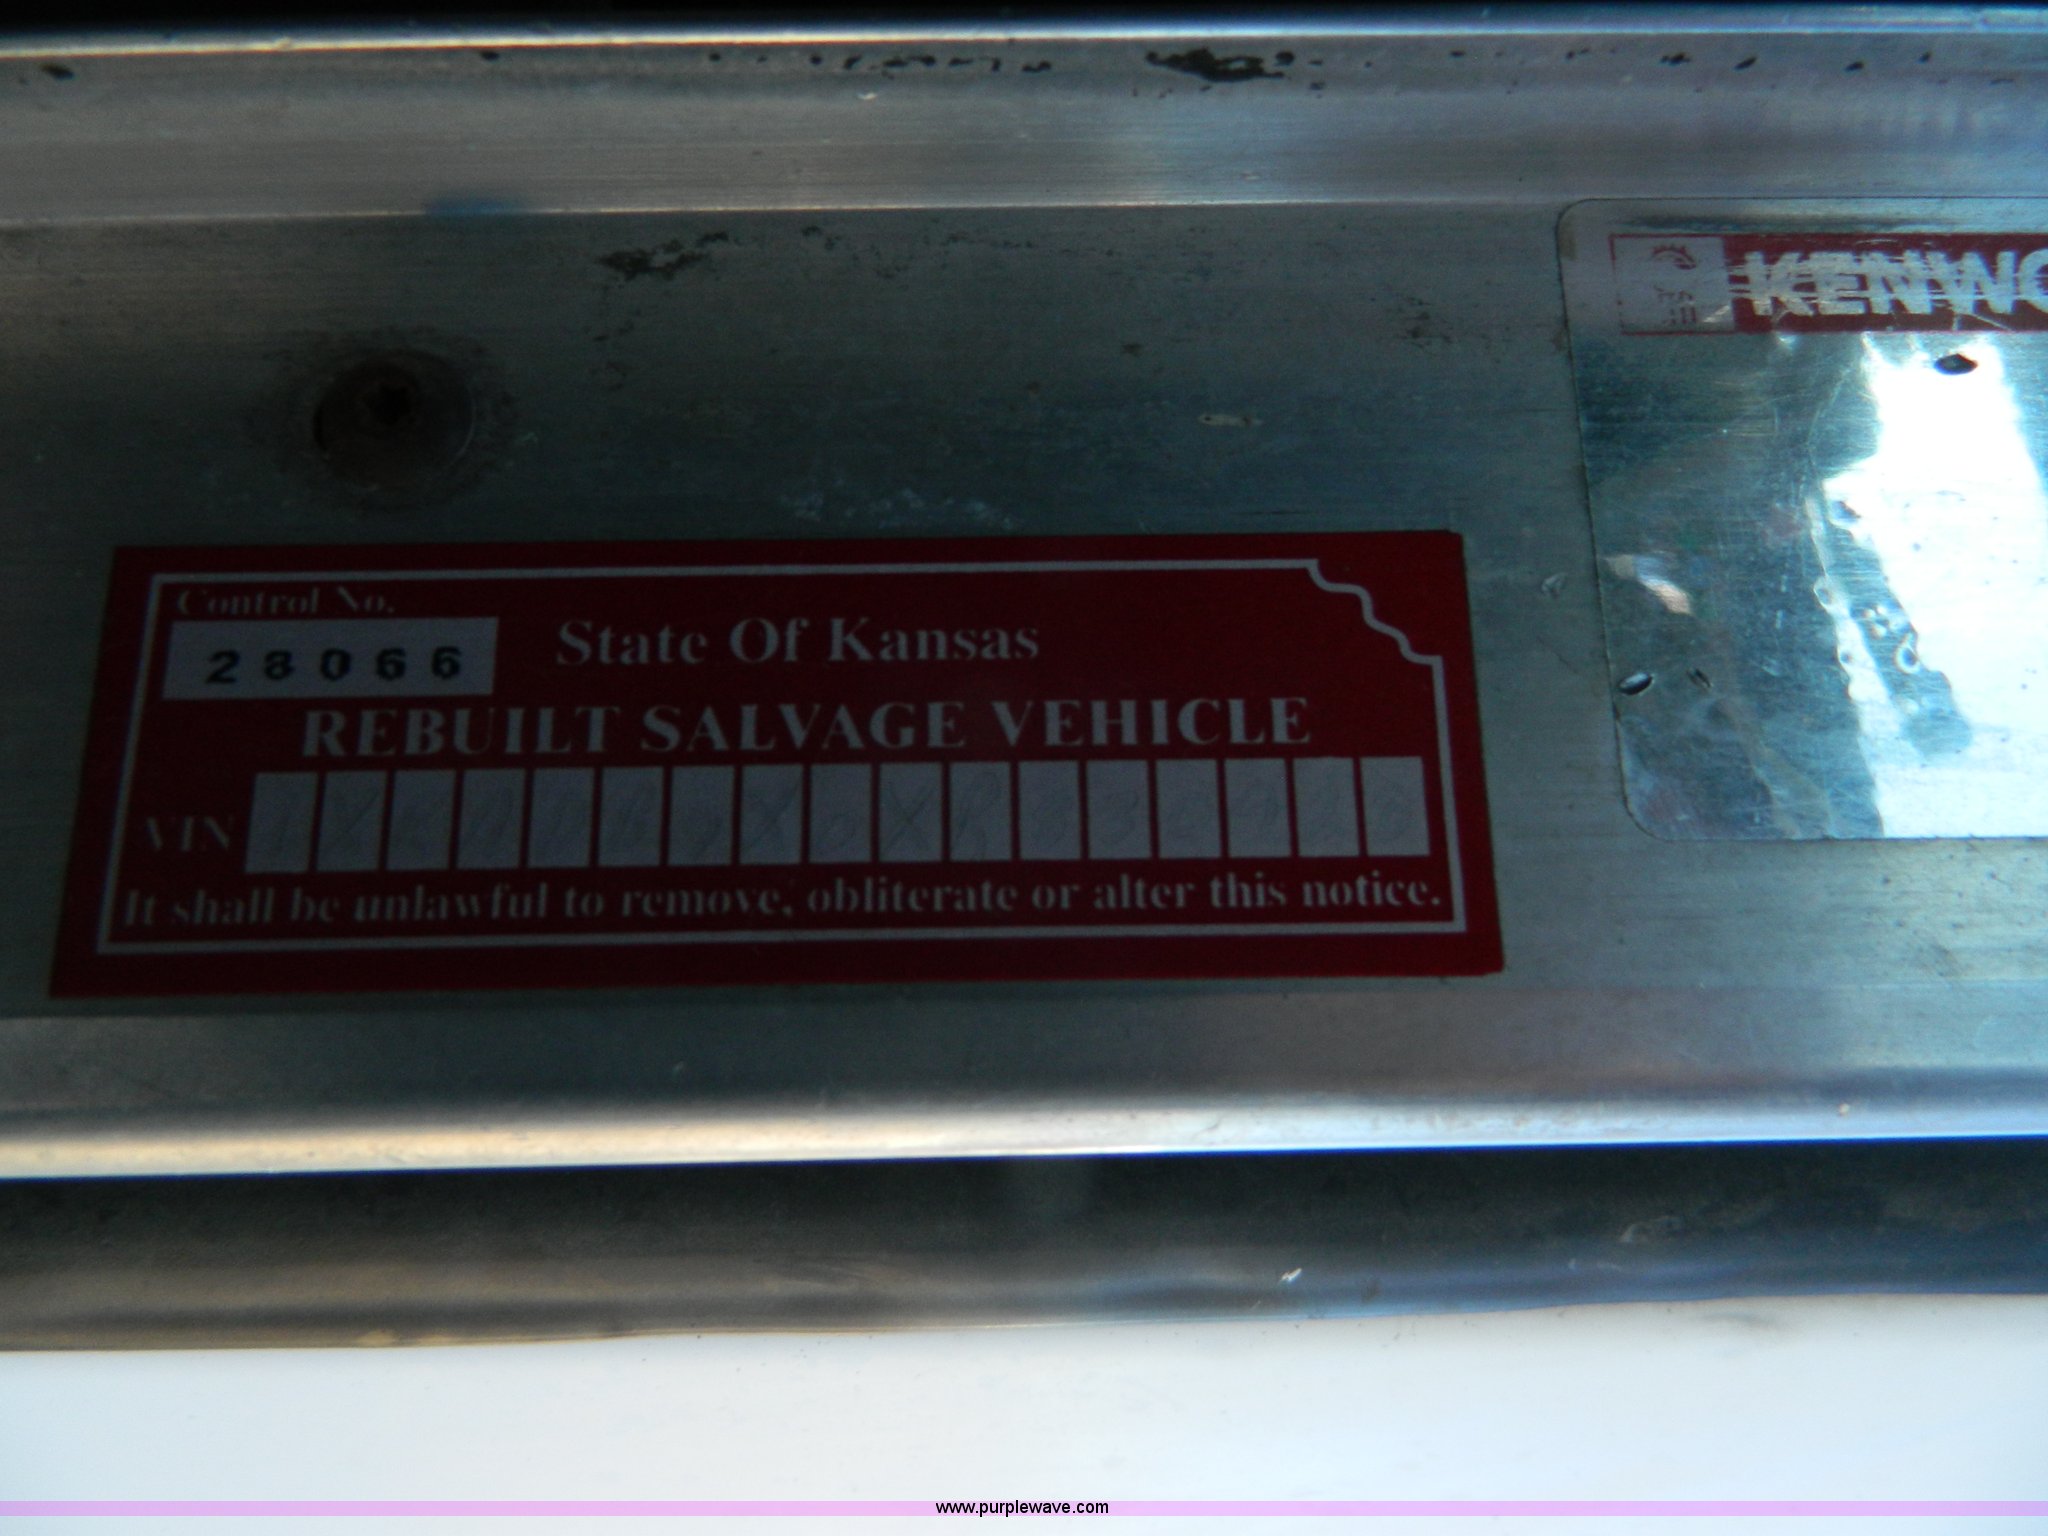 KENWO
Control No.
28066
State Of Kansas
REBUILT SALVAGE VEHICLE
VIN
It shall be unlawful to remove, obliterate or alter this notice.
www.purplewave.com